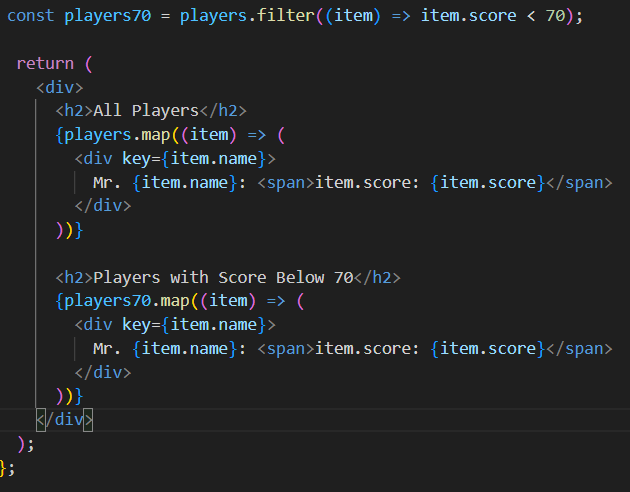 const players70 = players.filter((item) => item.score < 70);
return (
<div>
<h2>All Players</h2>
{players.map((item) => (
<div key={item.name}>
Mr. {item.name}: <span>item.score: {item.score}</span>
</div>
))}
<h2>Players with Score Below 70</h2>
{players70.map((item) => (
<div key={item.name}>
Mr. {item.name}: <span>item.score: {item.score}</span>
</div>
))}
</div>
);
};